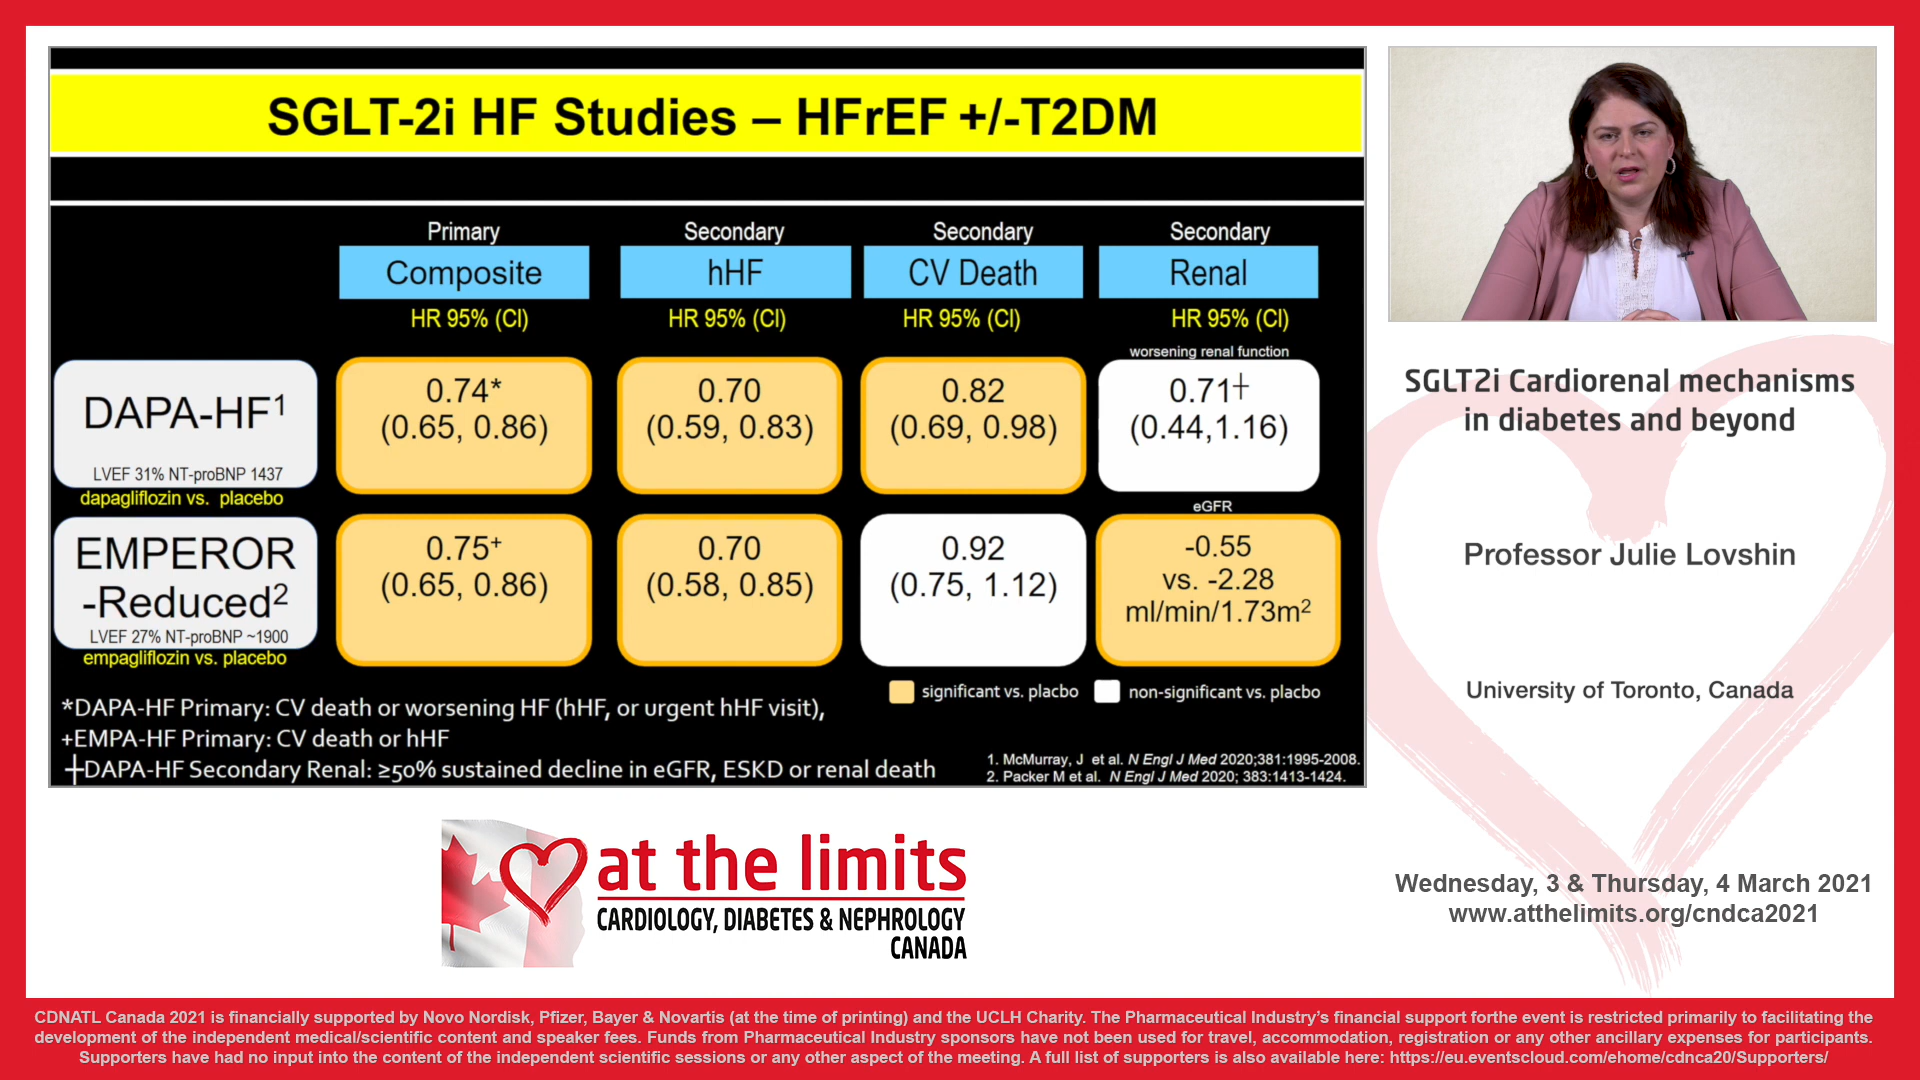 SGLT-2i HF Studies – HFrEF +/-T2DM
Primary
Secondary
Secondary
Secondary
Composite
hHF
CV Death
Renal
HR 95% (CI)
HR 95% (CI)
HR 95% (CI)
HR 95% (CI)
worsening renal function
DAPA-HF1
LVEF 31% NT-proBNP 1437
dapagliflozin vs. placebo
0.74*
(0.65, 0.86)
0.70
(0.59, 0.83)
0.82
(0.69, 0.98)
0.71┼
(0.44,1.16)
eGFR
EMPEROR
-Reduced2
LVEF 27% NT-proBNP ~1900
empagliflozin vs. placebo
0.75+
(0.65, 0.86)
0.70
(0.58, 0.85)
0.92
(0.75, 1.12)
-0.55
vs. -2.28
ml/min/1.73m2
significant vs. placbo
non-significant vs. placbo
*DAPA-HF Primary: CV death or worsening HF (hHF, or urgent hHF visit),
+EMPA-HF Primary: CV death or hHF
┼DAPA-HF Secondary Renal: ≥50% sustained decline in eGFR, ESKD or renal death
1. McMurray, J et al. N Engl J Med 2020;381:1995-2008.
2. Packer M et al. N Engl J Med 2020; 383:1413-1424.
SGLT2i Cardiorenal mechanisms
in diabetes and beyond
Professor Julie Lovshin
University of Toronto, Canada
Wednesday, 3 & Thursday, 4 March 2021
www.atthelimits.org/cndca2021
at the limits
CARDIOLOGY, DIABETES & NEPHROLOGY
CANADA
CDNATL Canada 2021 is financially supported by Novo Nordisk, Pfizer, Bayer & Novartis (at the time of printing) and the UCLH Charity. The Pharmaceutical Industry's financial support forthe event is restricted primarily to facilitating the
development of the independent medical/scientific content and speaker fees. Funds from Pharmaceutical Industry sponsors have not been used for travel, accommodation, registration or any other ancillary expenses for participants.
Supporters have had no input into the content of the independent scientific sessions or any other aspect of the meeting. A full list of supporters is also available here: https://eu.eventscloud.com/ehome/cdnca20/Supporters/